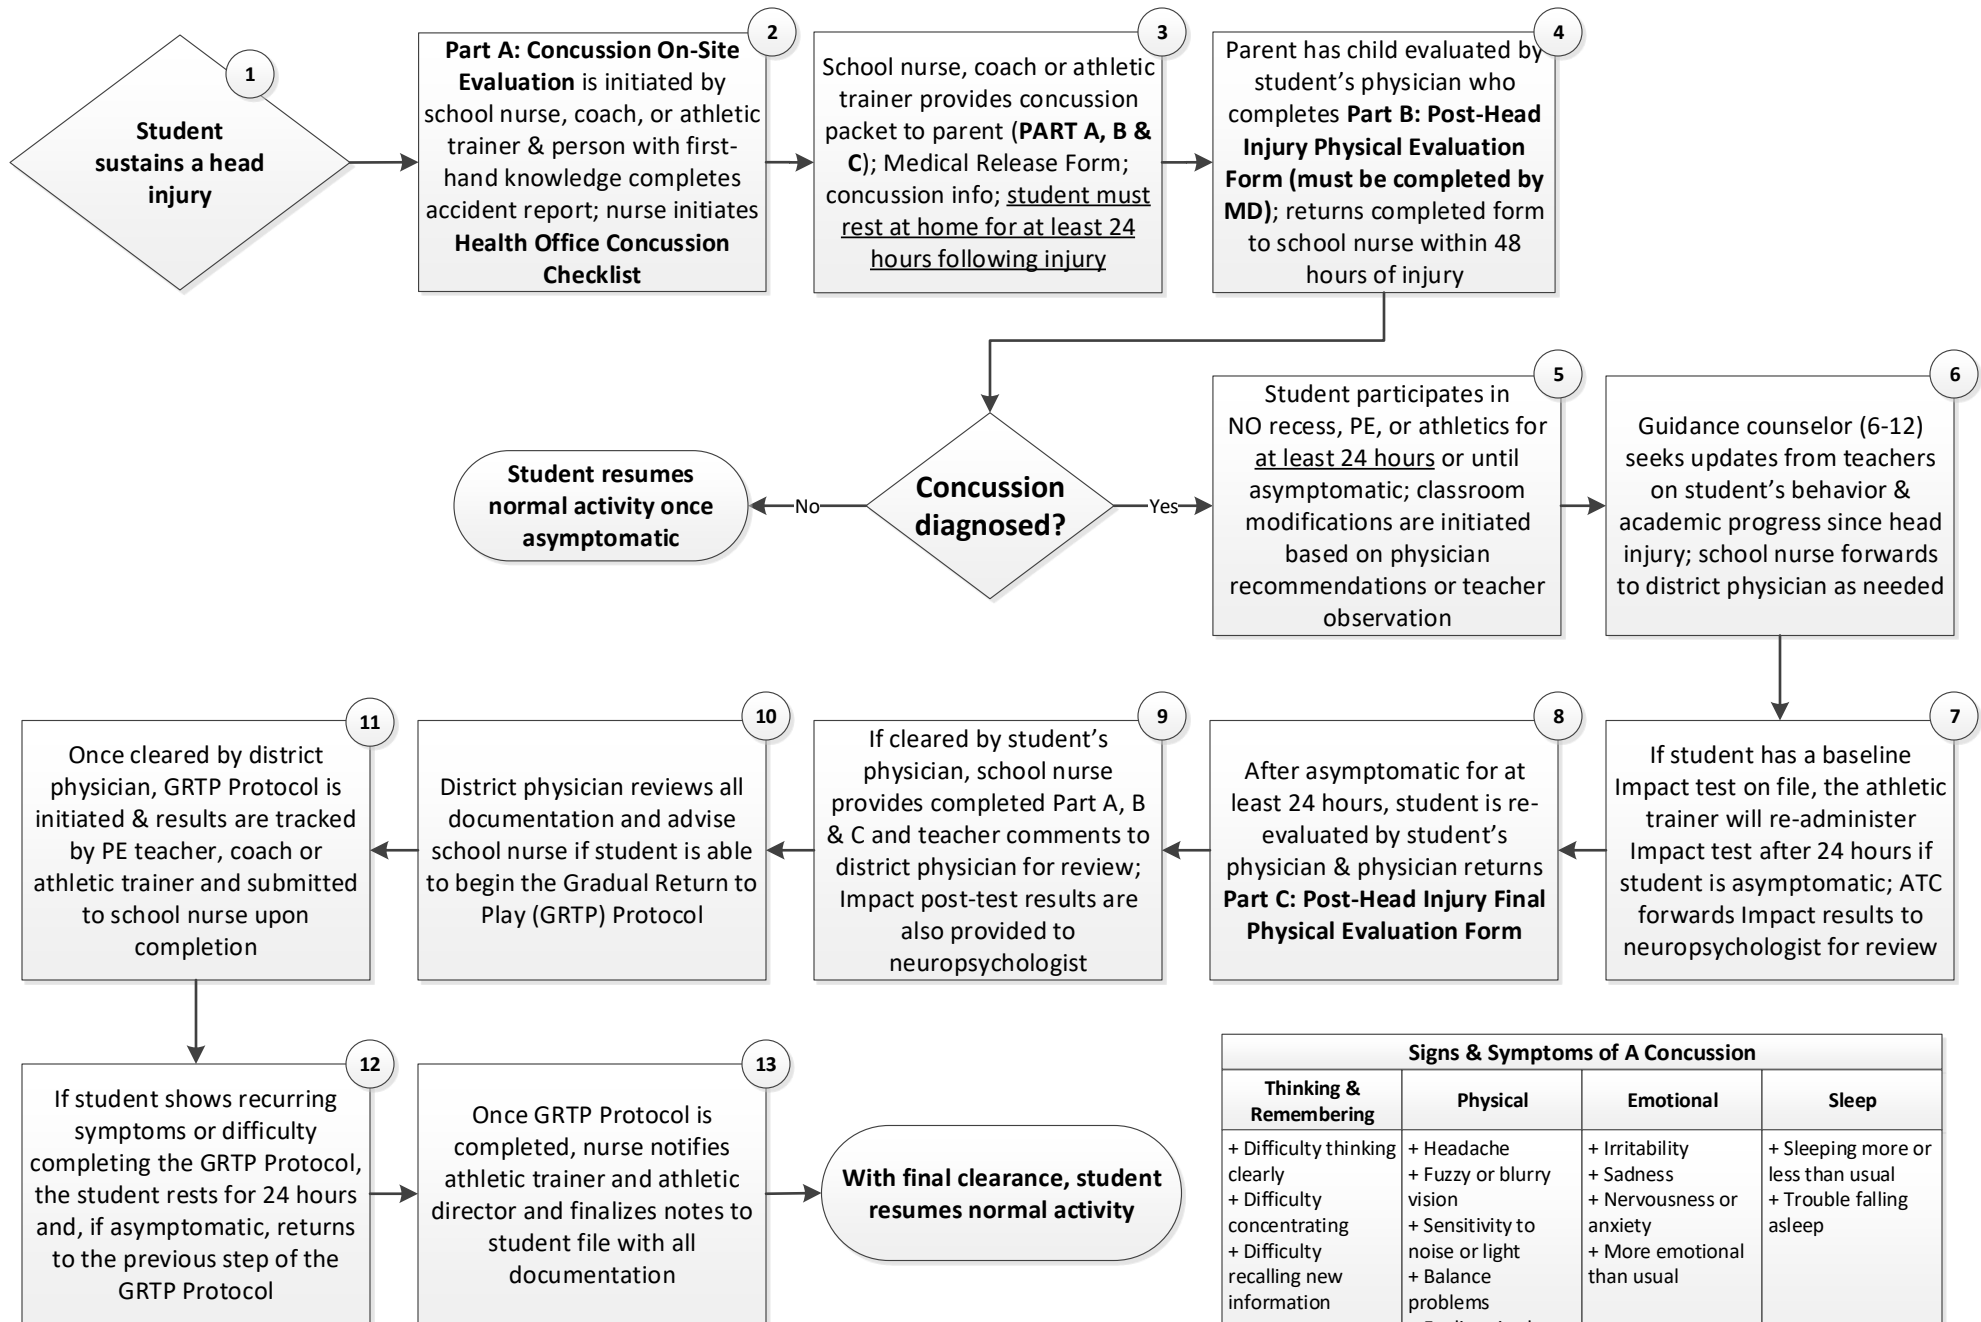 1
Student
sustains a head
injury
2
Part A: Concussion On-Site
Evaluation is initiated by
school nurse, coach, or athletic
trainer & person with first-
hand knowledge completes
accident report; nurse initiates
Health Office Concussion
Checklist
3
School nurse, coach or athletic
trainer provides concussion
packet to parent (PART A, B &
C); Medical Release Form;
concussion info; student must
rest at home for at least 24
hours following injury
4
Parent has child evaluated by
student’s physician who
completes Part B: Post-Head
Injury Physical Evaluation
Form (must be completed by
MD); returns completed form
to school nurse within 48
hours of injury
Concussion
diagnosed?
No
Student resumes
normal activity once
asymptomatic
Yes
5
Student participates in
NO recess, PE, or athletics for
at least 24 hours or until
asymptomatic; classroom
modifications are initiated
based on physician
recommendations or teacher
observation
6
Guidance counselor (6-12)
seeks updates from teachers
on student’s behavior &
academic progress since head
injury; school nurse forwards
to district physician as needed
7
If student has a baseline
Impact test on file, the athletic
trainer will re-administer
Impact test after 24 hours if
student is asymptomatic; ATC
forwards Impact results to
neuropsychologist for review
8
After asymptomatic for at
least 24 hours, student is re-
evaluated by student’s
physician & physician returns
Part C: Post-Head Injury Final
Physical Evaluation Form
9
If cleared by student’s
physician, school nurse
provides completed Part A, B
& C and teacher comments to
district physician for review;
Impact post-test results are
also provided to
neuropsychologist
10
District physician reviews all
documentation and advise
school nurse if student is able
to begin the Gradual Return to
Play (GRTP) Protocol
11
Once cleared by district
physician, GRTP Protocol is
initiated & results are tracked
by PE teacher, coach or
athletic trainer and submitted
to school nurse upon
completion
12
If student shows recurring
symptoms or difficulty
completing the GRTP Protocol,
the student rests for 24 hours
and, if asymptomatic, returns
to the previous step of the
GRTP Protocol
13
Once GRTP Protocol is
completed, nurse notifies
athletic trainer and athletic
director and finalizes notes to
student file with all
documentation
With final clearance, student
resumes normal activity
Signs & Symptoms of A Concussion
Thinking &
Remembering
+ Difficulty thinking
clearly
+ Difficulty
concentrating
+ Difficulty
recalling new
information
Physical
+ Headache
+ Fuzzy or blurry
vision
+ Sensitivity to
noise or light
+ Balance
problems
Emotional
+ Irritability
+ Sadness
+ Nervousness or
anxiety
+ More emotional
than usual
Sleep
+ Sleeping more or
less than usual
+ Trouble falling
asleep